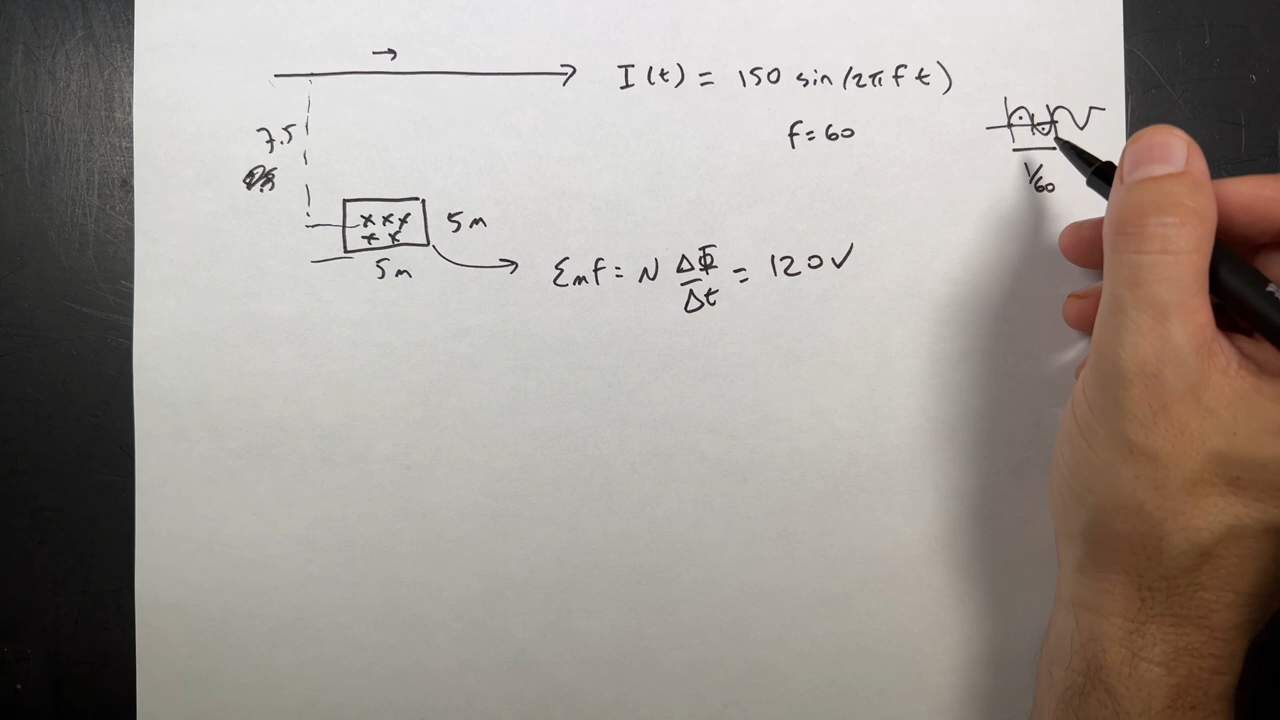 →
I(t) = 150 sin(2πft)
7.5
f=60
1/60
x x x
x x
5m
5m
Emf = N ΔΦ/Δt = 120V